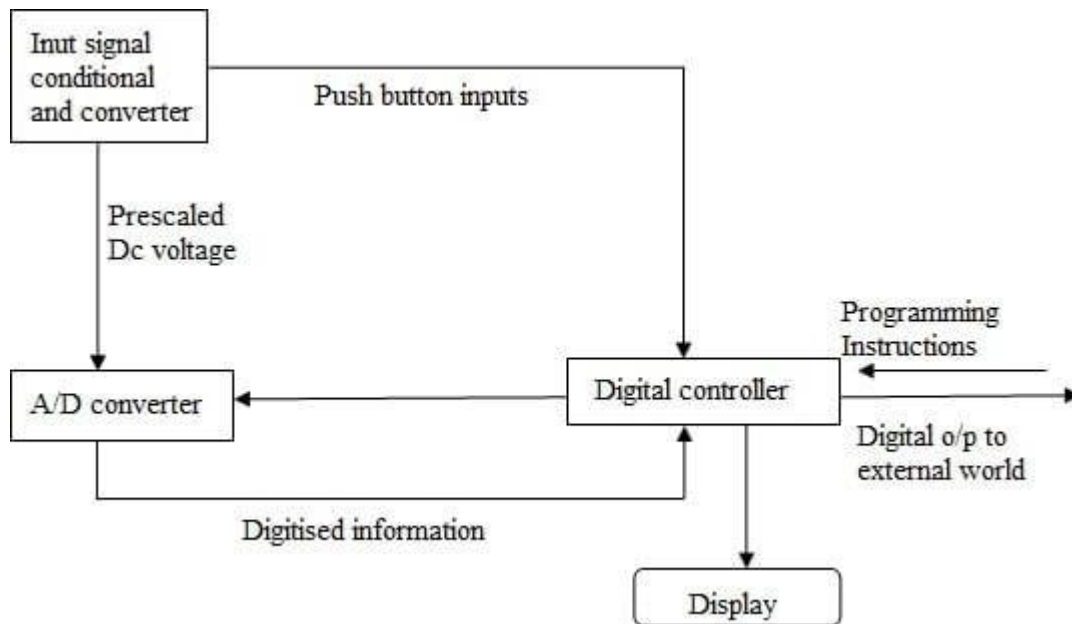 Inut signal
conditional
and converter
Push button inputs
Prescaled
Dc voltage
Programming
Instructions
A/D converter
Digital controller
Digital o/p to
external world
Digitised information
Display